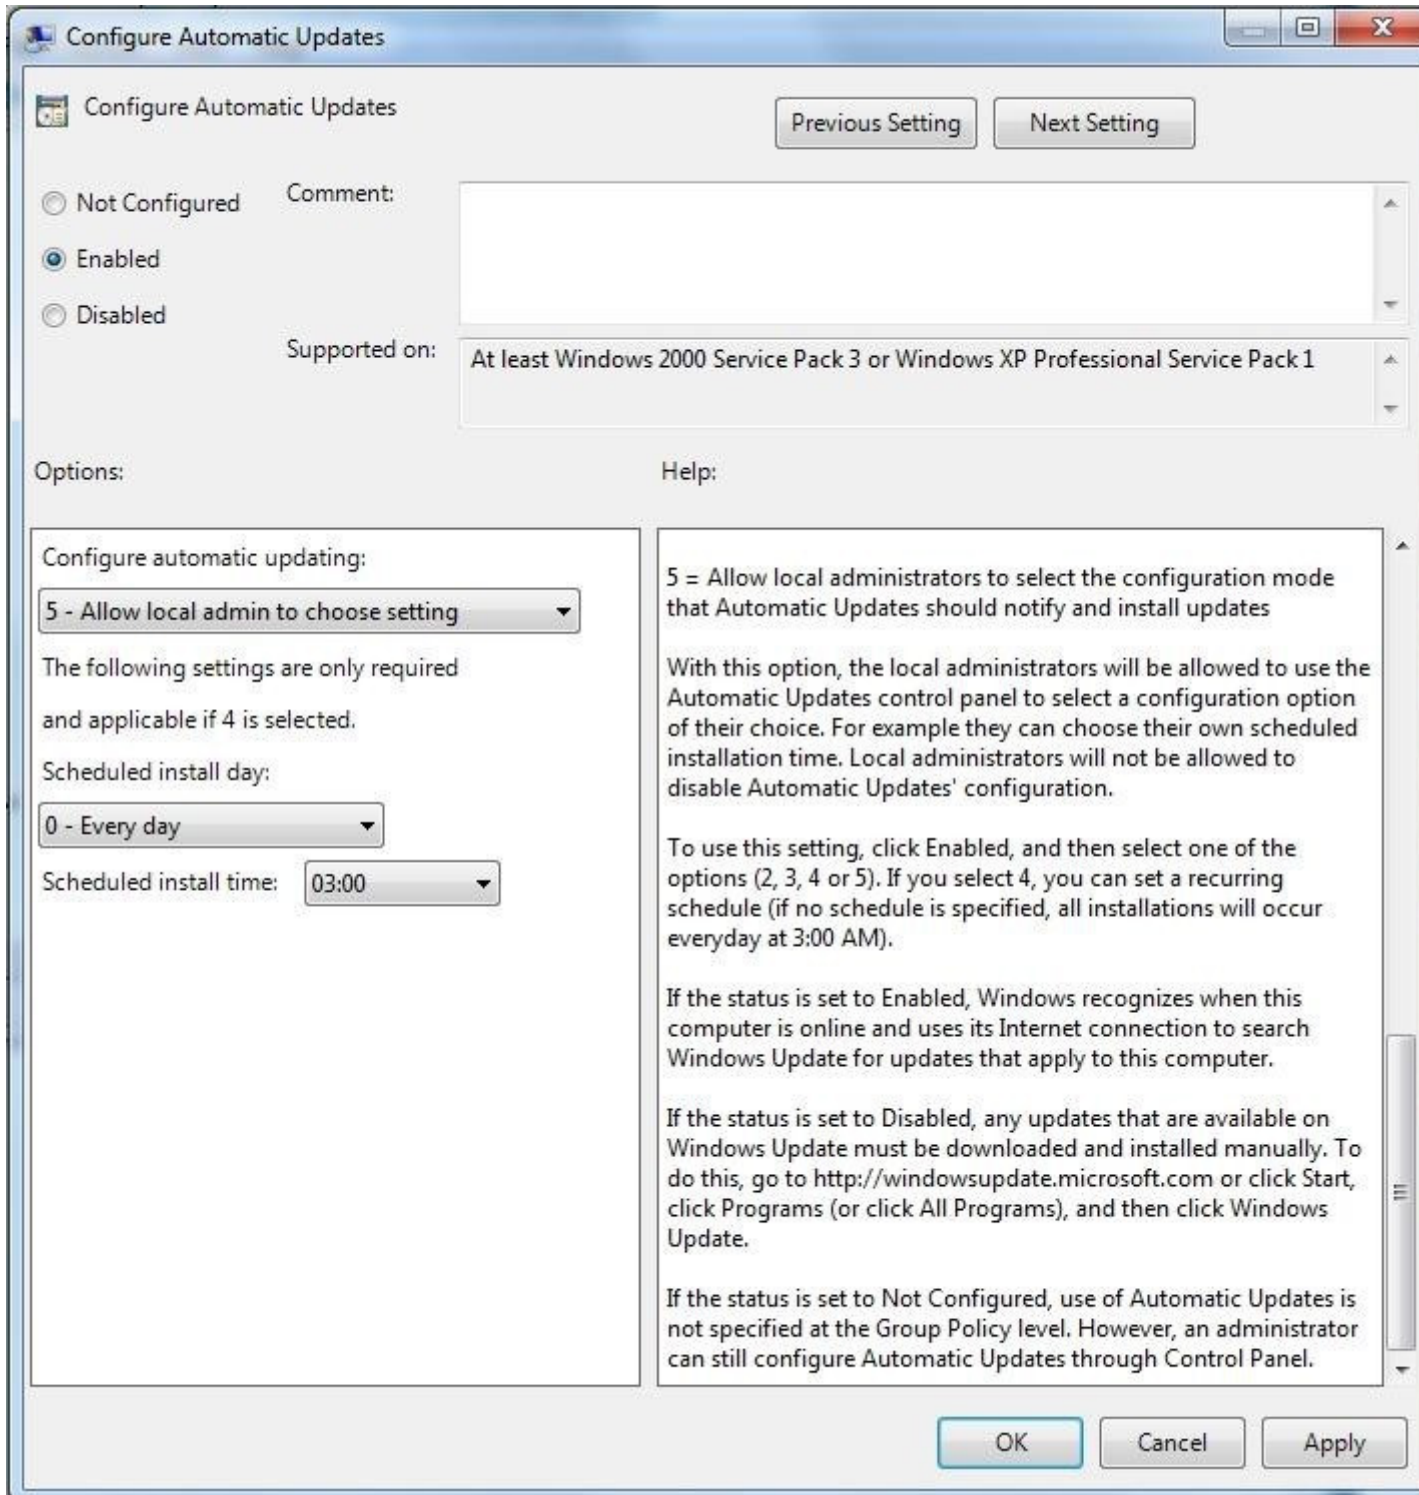 Configure Automatic Updates
Configure Automatic Updates
Previous Setting
Next Setting
Not Configured
Enabled
Disabled
Comment:
Supported on:
At least Windows 2000 Service Pack 3 or Windows XP Professional Service Pack 1
Options:
Help:
Configure automatic updating:
5 - Allow local admin to choose setting
The following settings are only required
and applicable if 4 is selected.
Scheduled install day:
0 - Every day
Scheduled install time:
03:00
5 = Allow local administrators to select the configuration mode
that Automatic Updates should notify and install updates
With this option, the local administrators will be allowed to use the
Automatic Updates control panel to select a configuration option
of their choice. For example they can choose their own scheduled
installation time. Local administrators will not be allowed to
disable Automatic Updates' configuration.
To use this setting, click Enabled, and then select one of the
options (2, 3, 4 or 5). If you select 4, you can set a recurring
schedule (if no schedule is specified, all installations will occur
everyday at 3:00 AM).
If the status is set to Enabled, Windows recognizes when this
computer is online and uses its Internet connection to search
Windows Update for updates that apply to this computer.
If the status is set to Disabled, any updates that are available on
Windows Update must be downloaded and installed manually. To
do this, go to http://windowsupdate.microsoft.com or click Start,
click Programs (or click All Programs), and then click Windows
Update.
If the status is set to Not Configured, use of Automatic Updates is
not specified at the Group Policy level. However, an administrator
can still configure Automatic Updates through Control Panel.
OK
Cancel
Apply